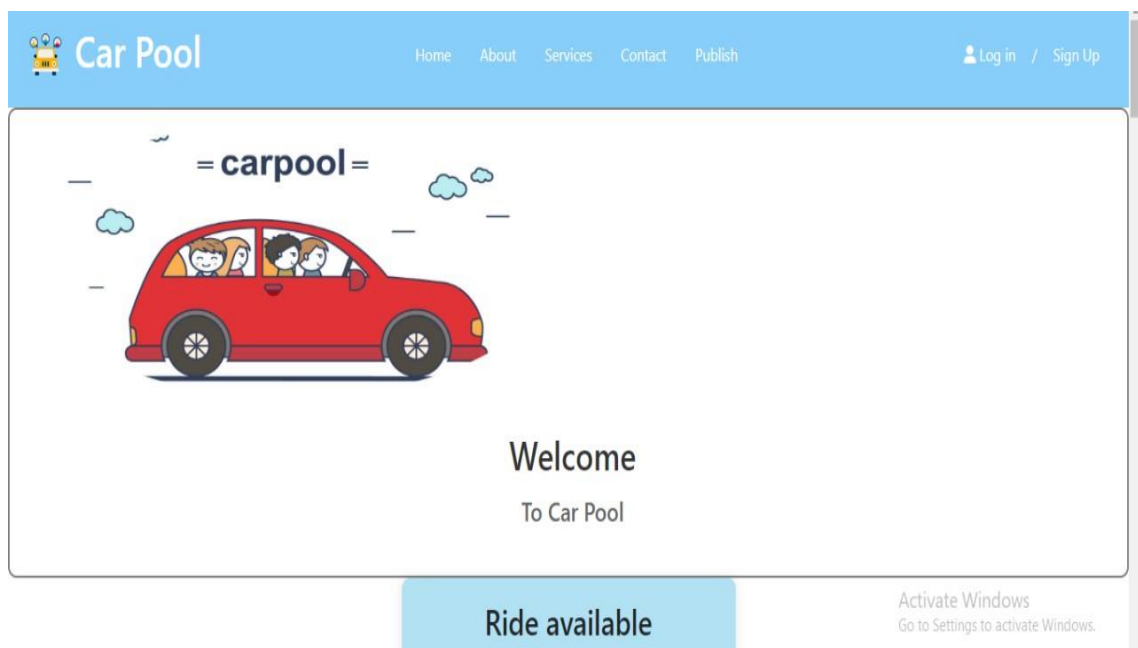 Car Pool
Home About Services Contact Publish
Log in / Sign Up
= carpool =
Welcome
To Car Pool
Ride available
Activate Windows
Go to Settings to activate Windows.